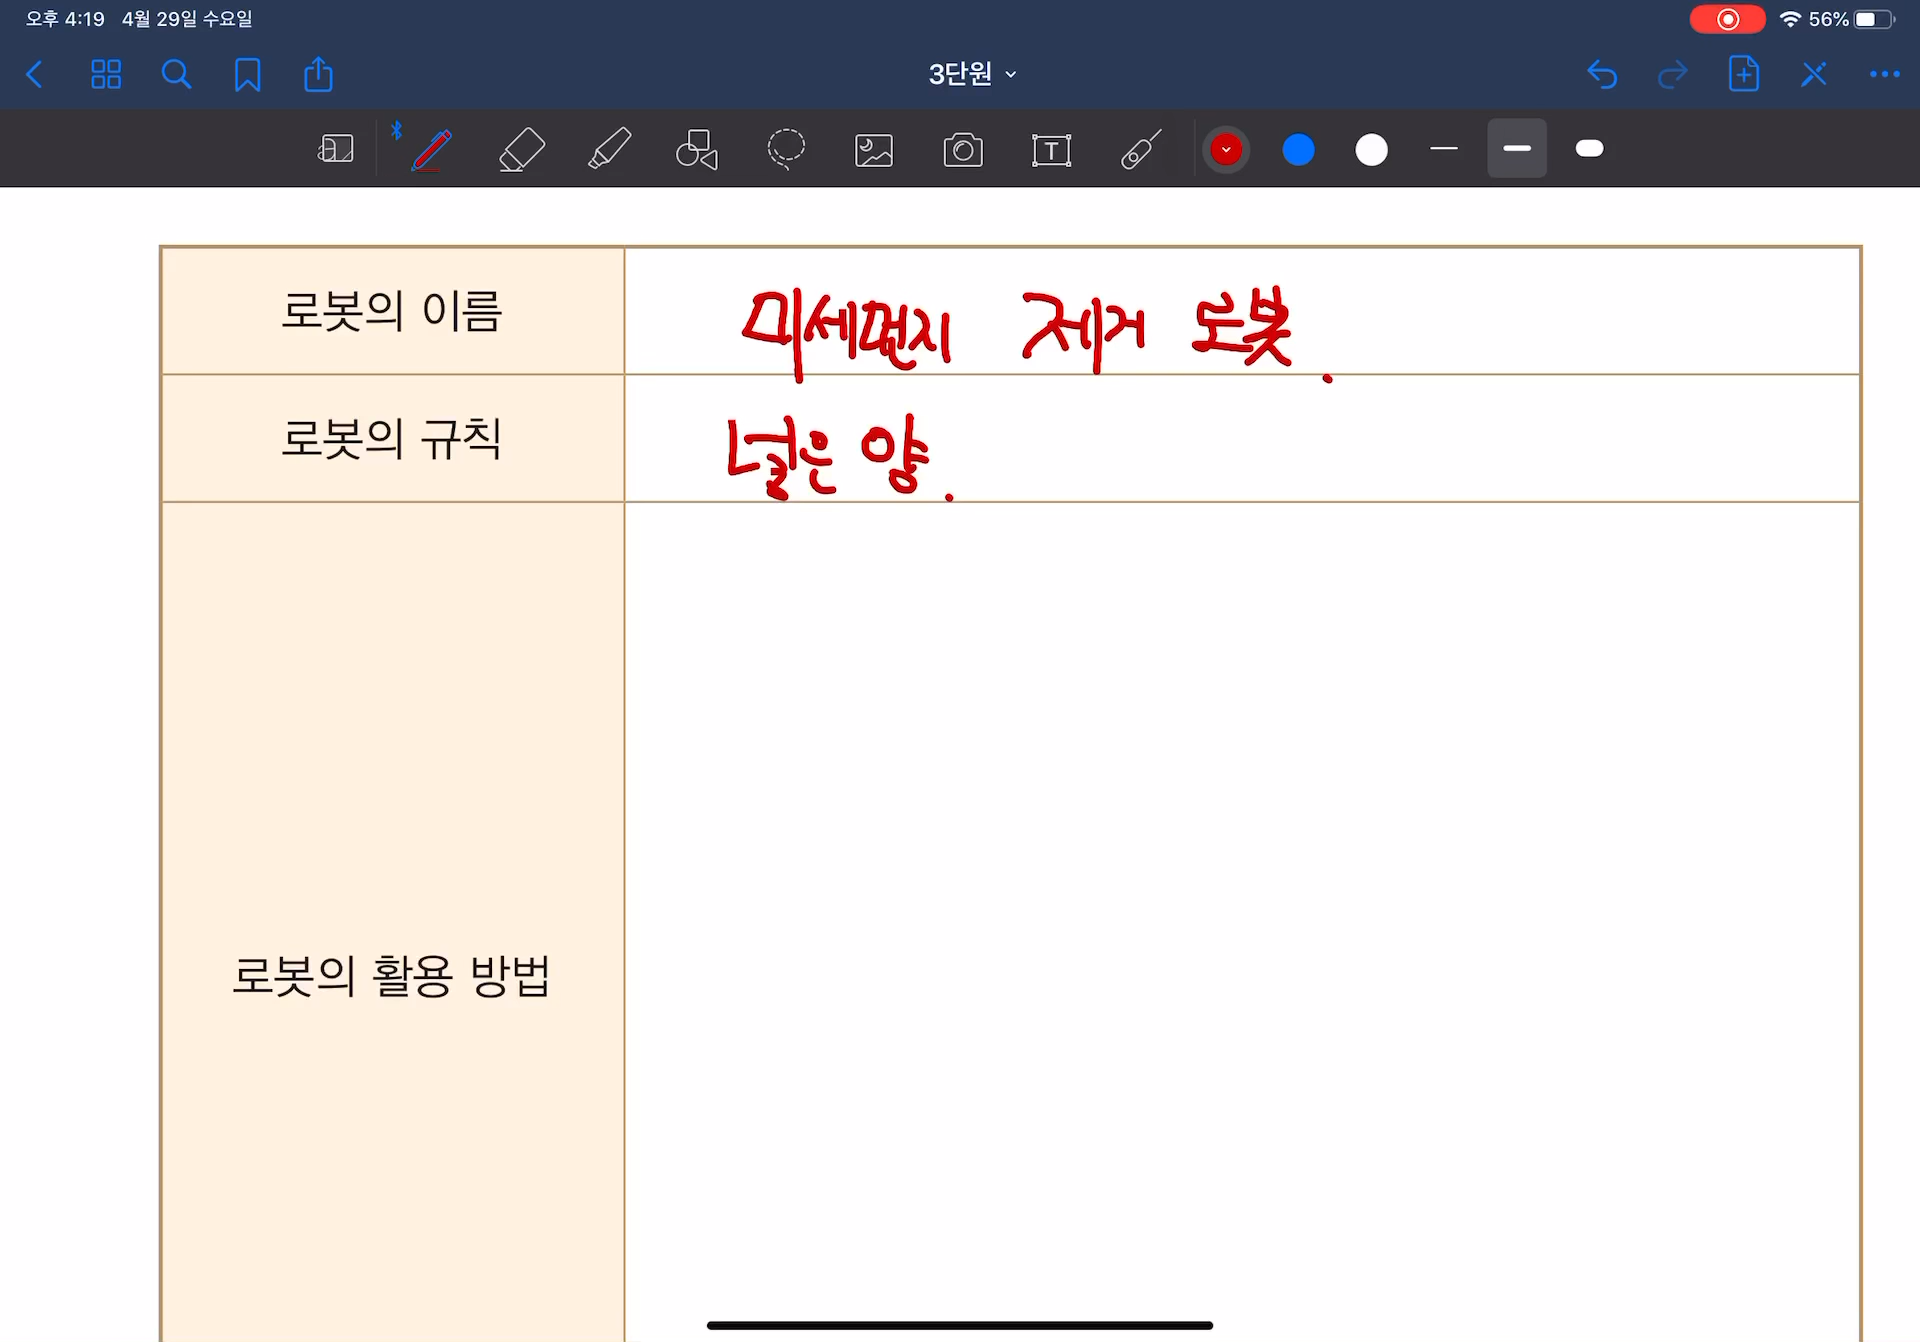 오후 4:19 4월 29일 수요일 56%
3단원
로봇의 이름 미세먼지 제거 로봇.
로봇의 규칙 넓은 양.
로봇의 활용 방법